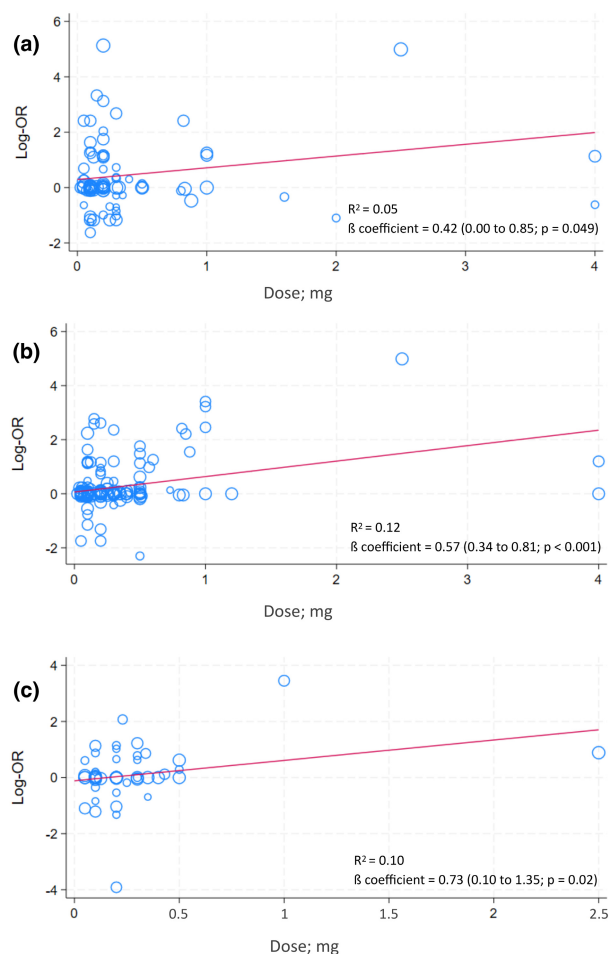 (a)
6
4
2
0
-2
Log-OR
R² = 0.05
ß coefficient = 0.42 (0.00 to 0.85; p = 0.049)
0 1 2 3 4
Dose; mg
(b)
6
4
2
0
-2
Log-OR
R² = 0.12
ß coefficient = 0.57 (0.34 to 0.81; p < 0.001)
0 1 2 3 4
Dose; mg
(c)
4
2
0
-2
-4
Log-OR
R² = 0.10
ß coefficient = 0.73 (0.10 to 1.35; p = 0.02)
0 0.5 1 1.5 2 2.5
Dose; mg